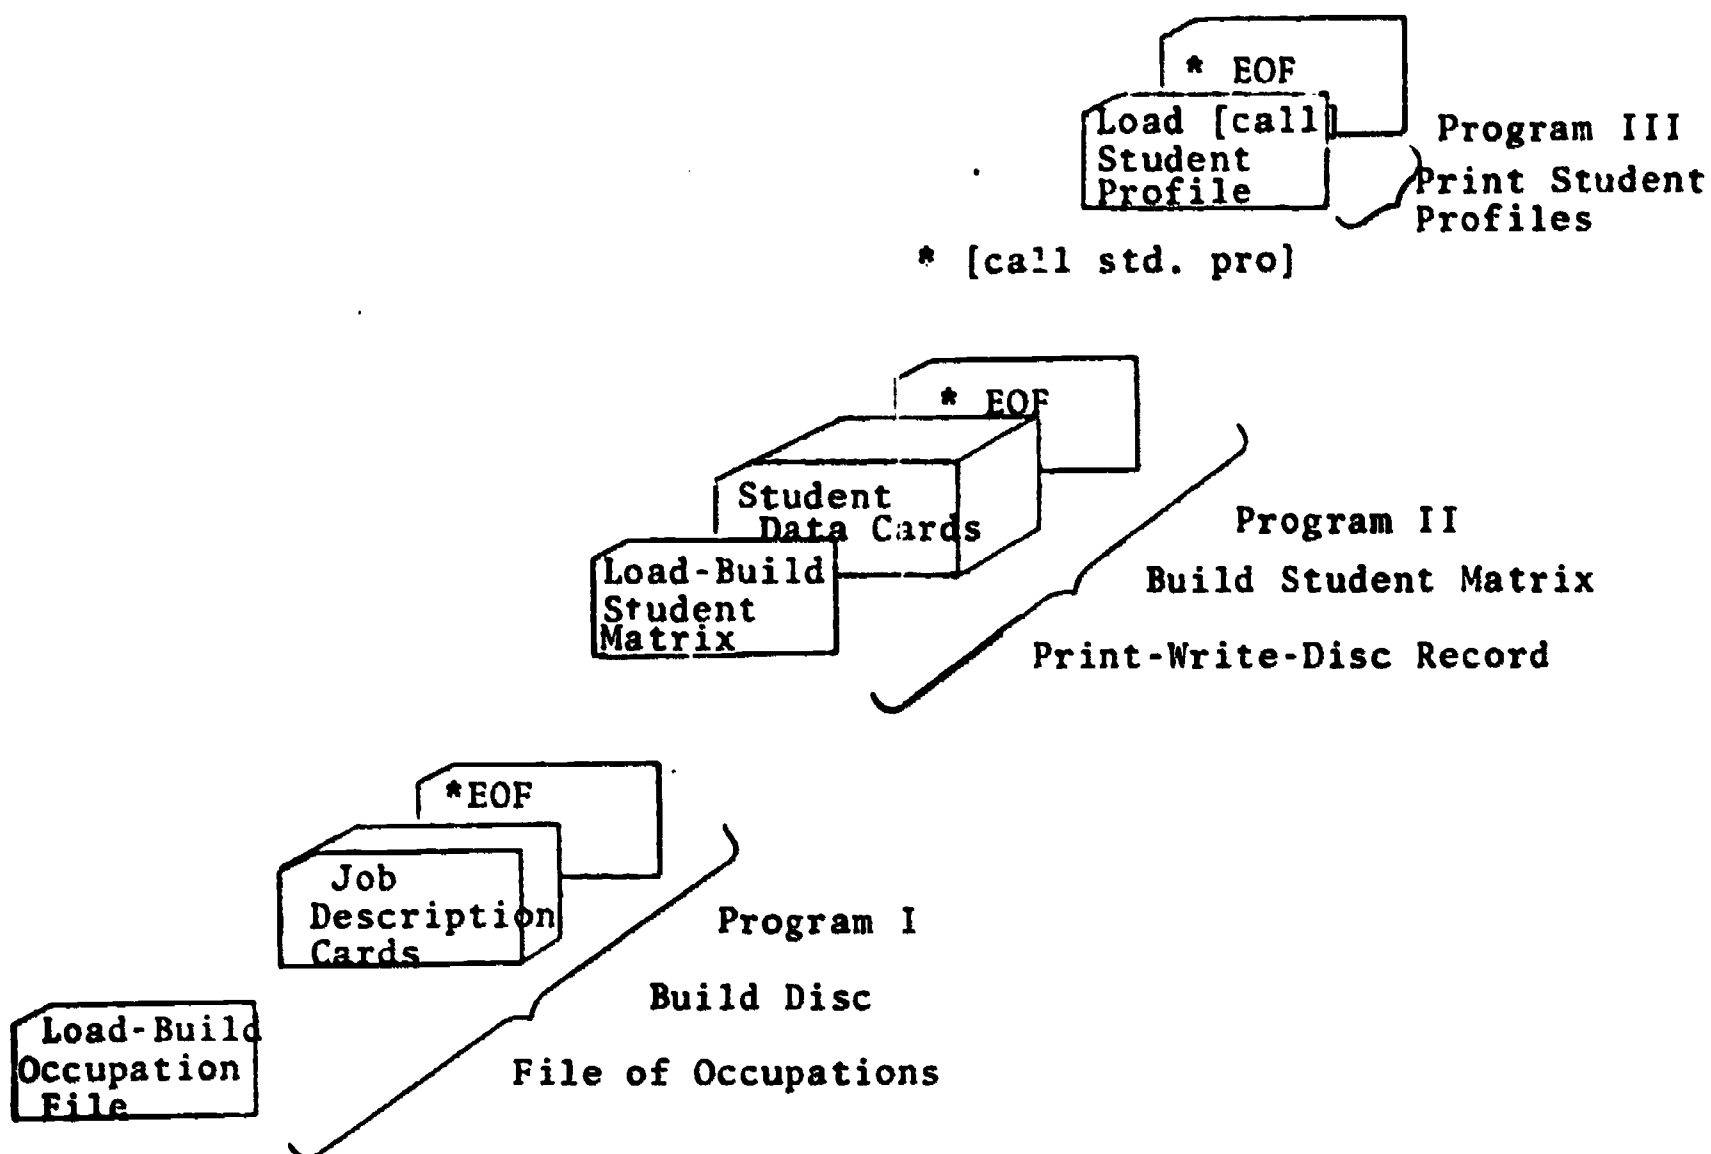 * EOF
Load [call]
Student
Profile
Program III
Print Student
Profiles
* [call std. pro]
* EOF
Student
Data Cards
Load-Build
Student
Matrix
Program II
Build Student Matrix
Print-Write-Disc Record
*EOF
Job
Description
Cards
Load-Build
Occupation
File
Program I
Build Disc
File of Occupations